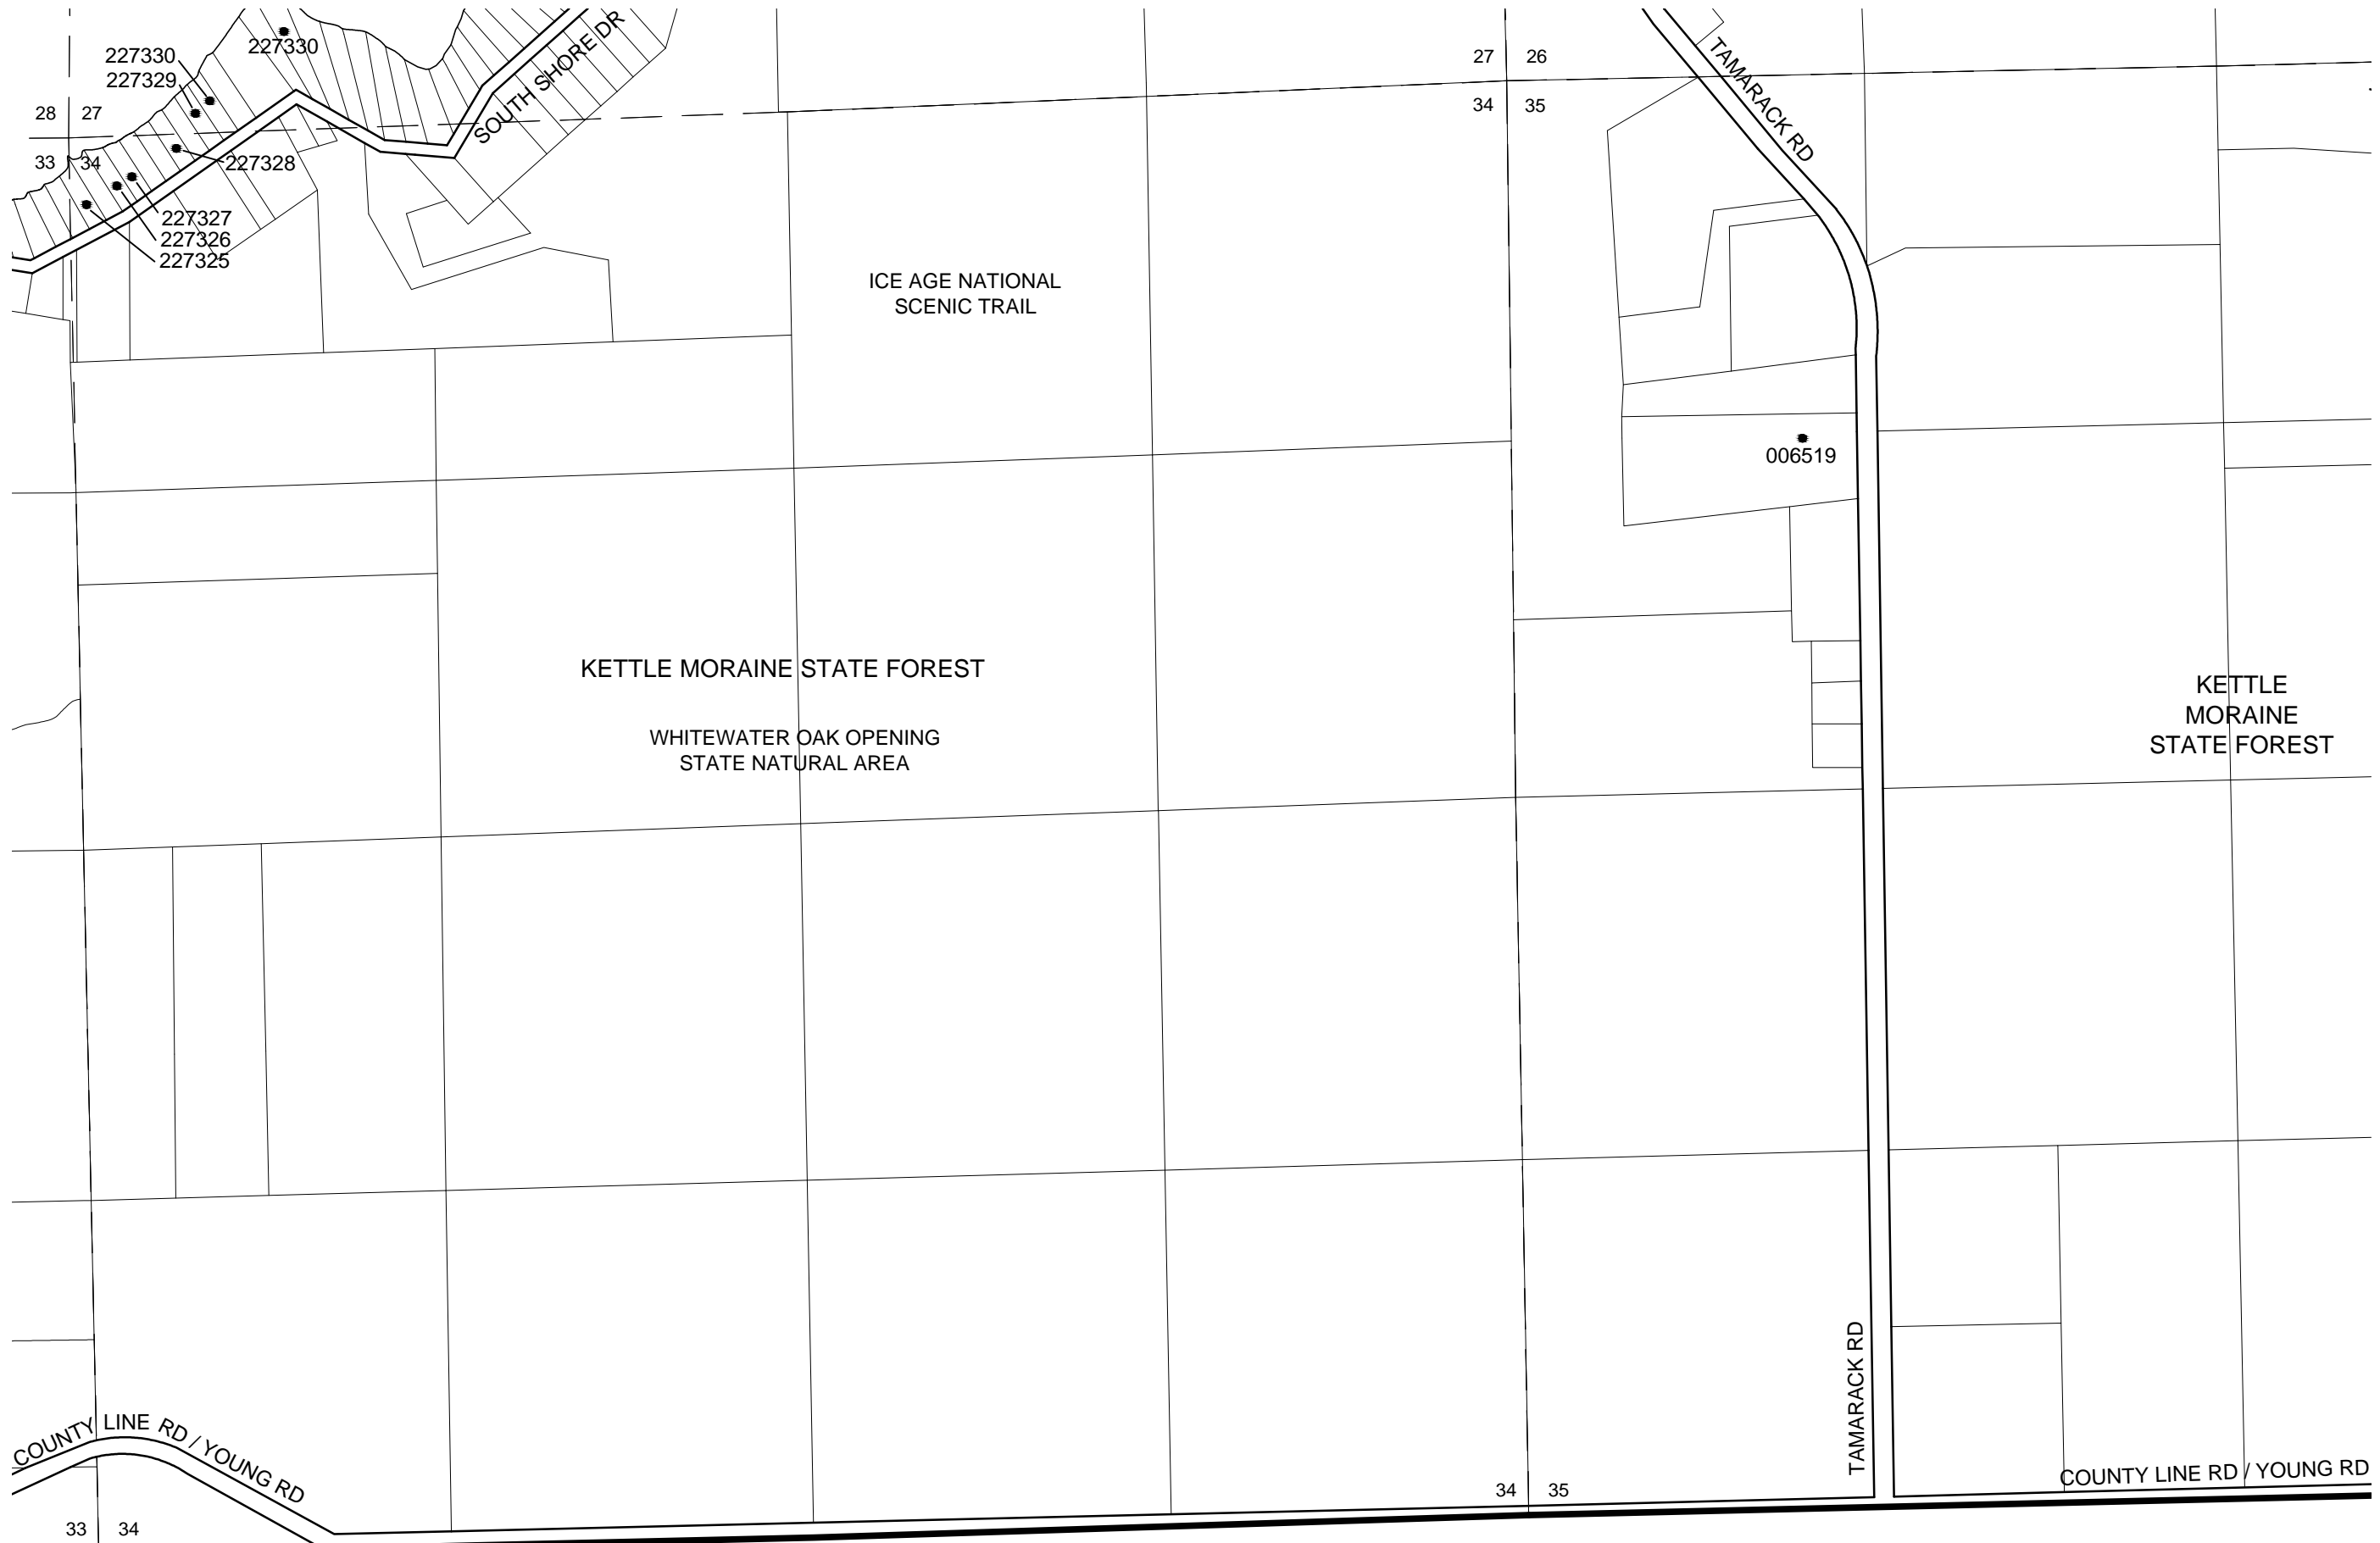 SOUTH SHORE DR
227330
227330
227329
27
26
TAMARACK RD
28
27
34
35
33
34
227328
227327
227326
227325
ICE AGE NATIONAL
SCENIC TRAIL
006519
KETTLE MORAINE STATE FOREST
KETTLE
MORAINE
STATE FOREST
WHITEWATER OAK OPENING
STATE NATURAL AREA
TAMARACK RD
COUNTY LINE RD / YOUNG RD
COUNTY LINE RD / YOUNG RD
34
35
33
34